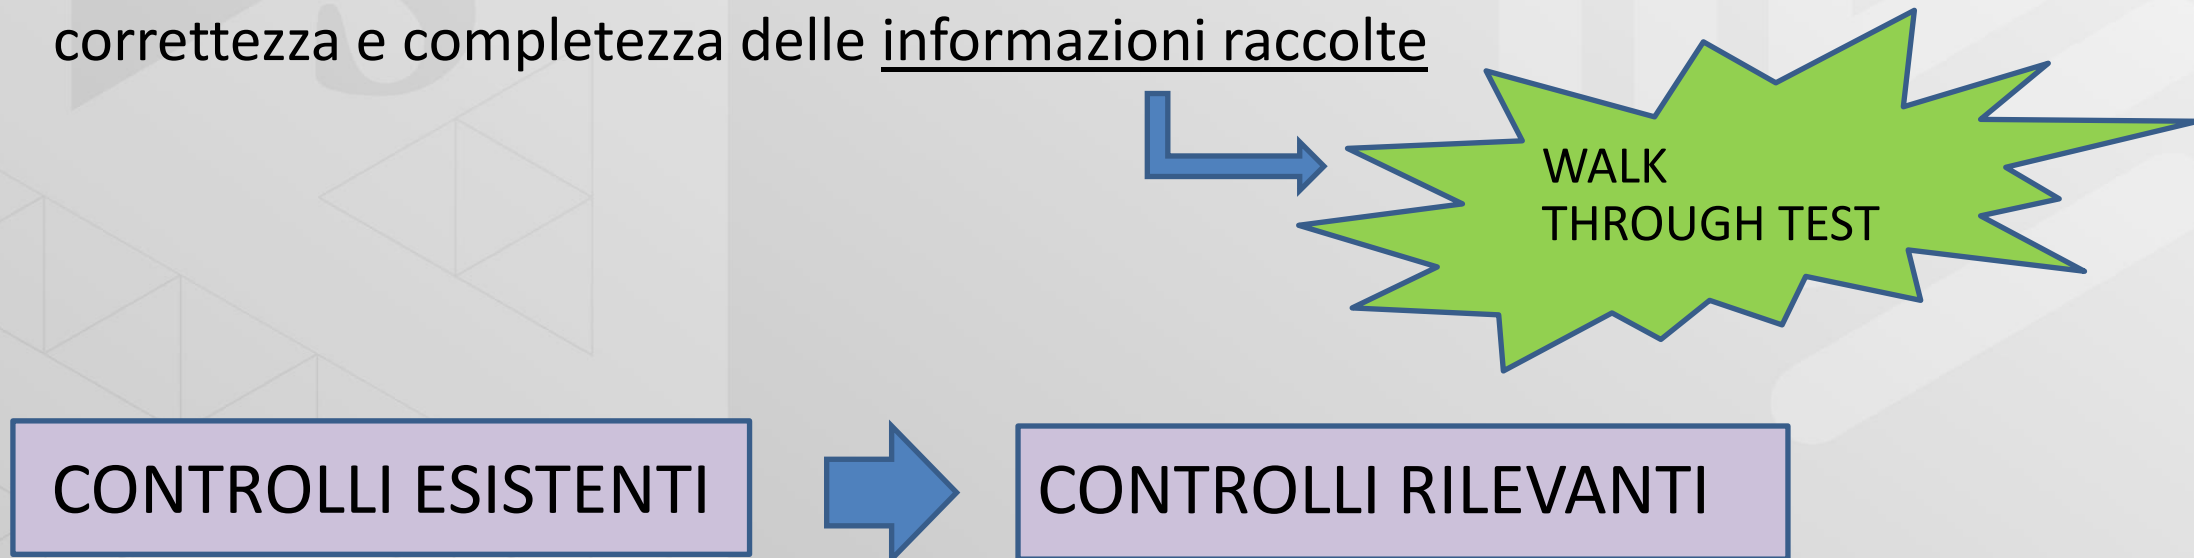 correttezza e completezza delle informazioni raccolte
WALK
THROUGH TEST
CONTROLLI ESISTENTI
CONTROLLI RILEVANTI